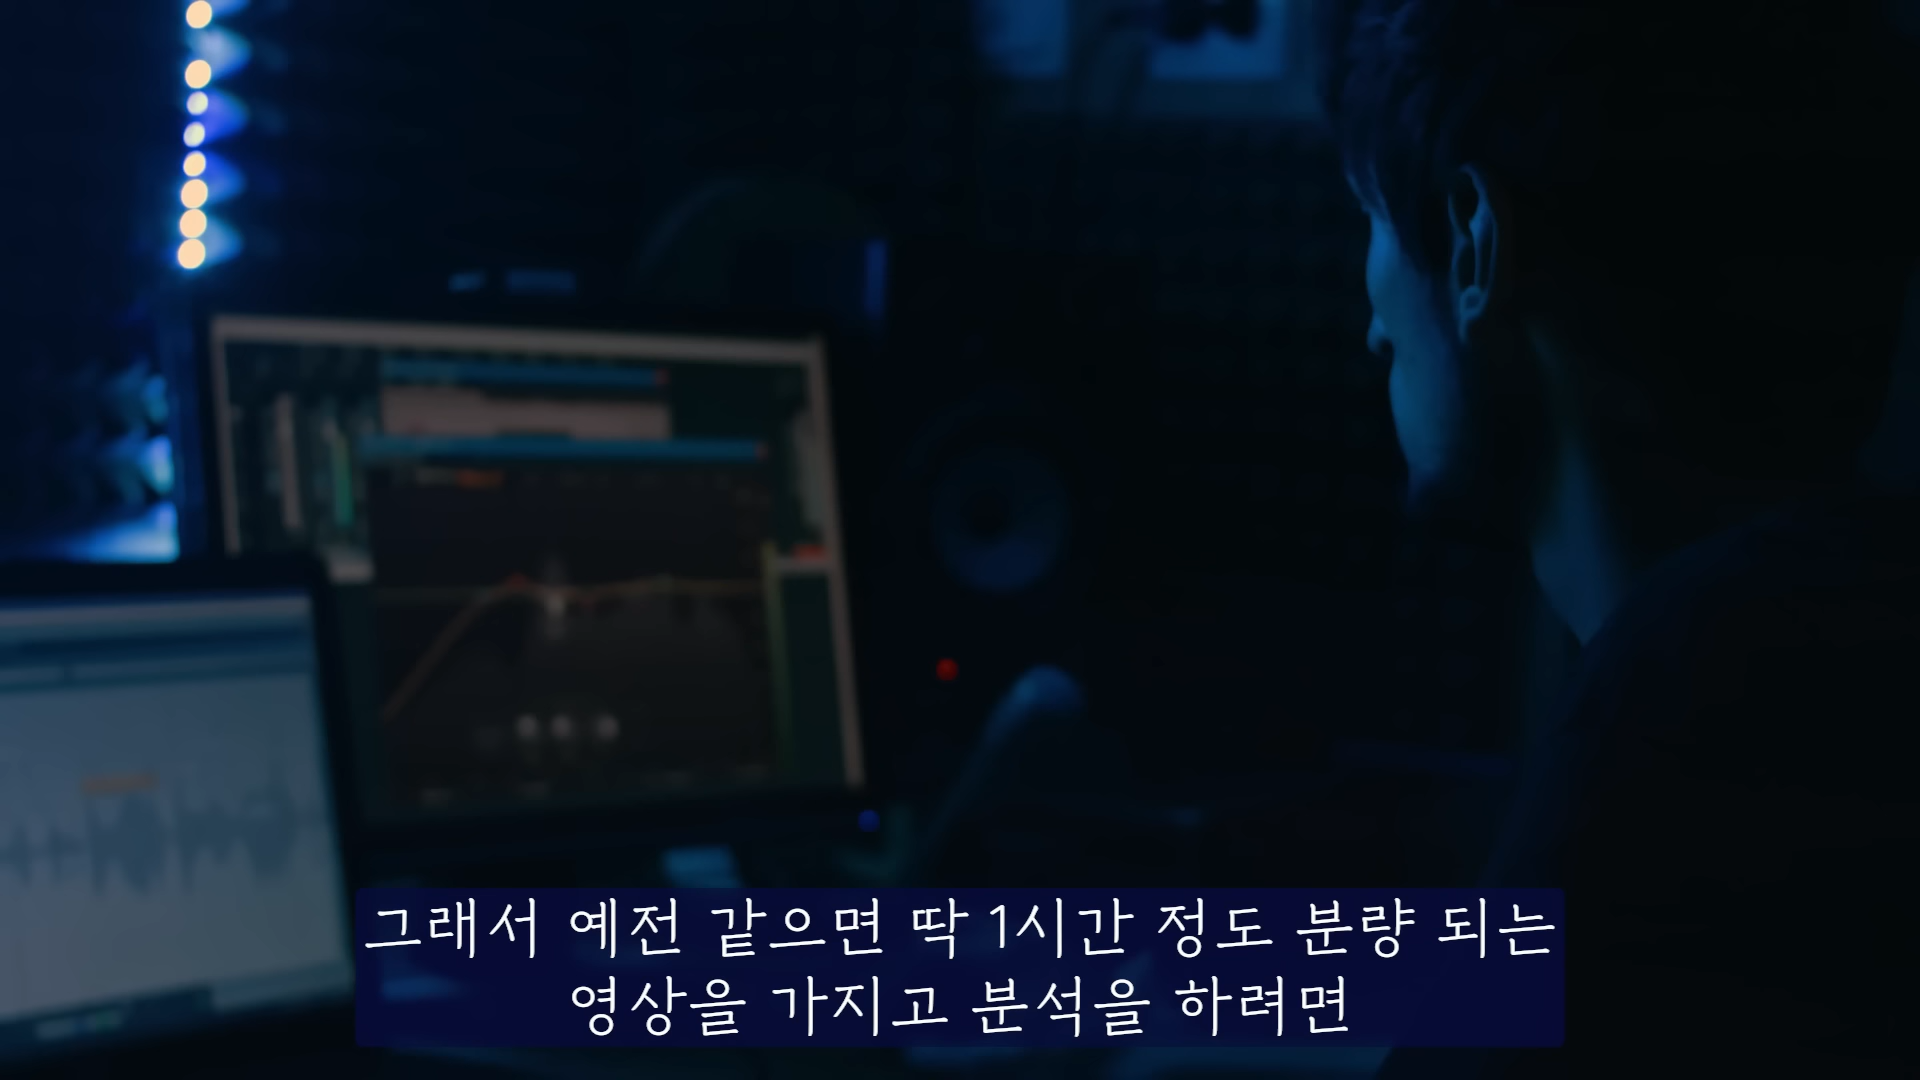 그래서 예전 같으면 딱 1시간 정도 분량 되는
영상을 가지고 분석을 하려면